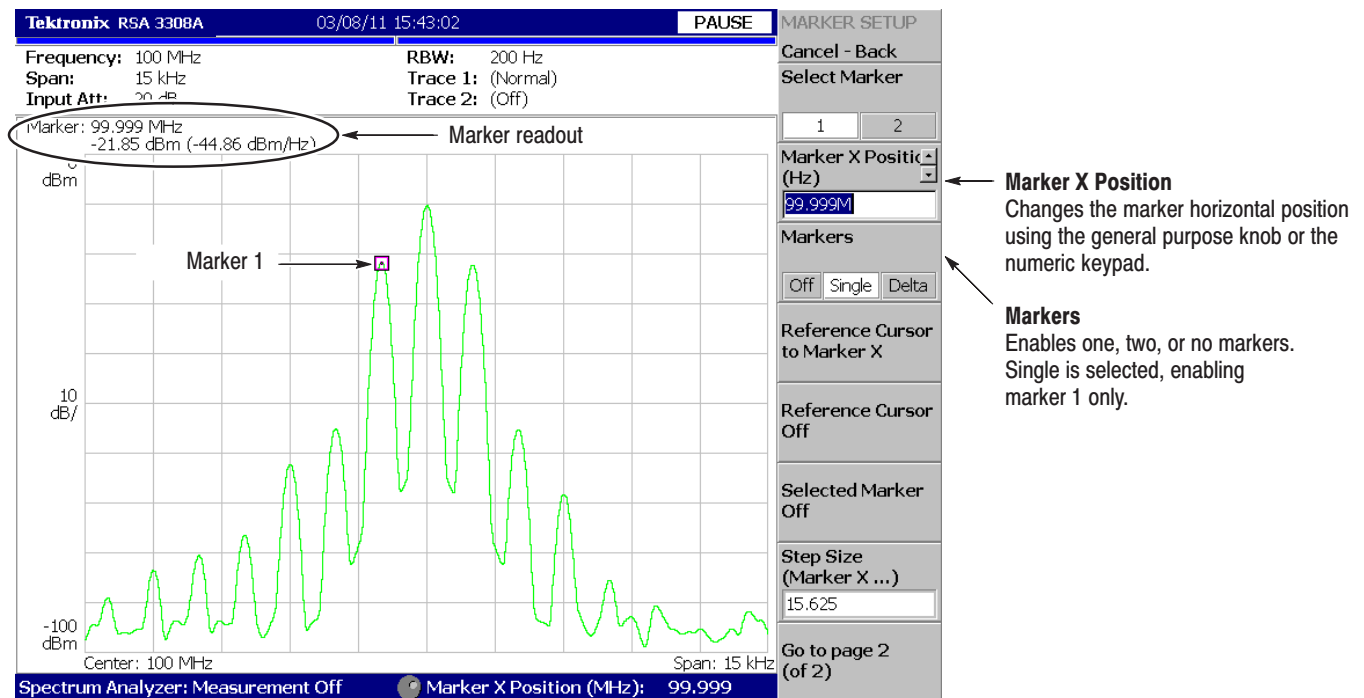 Tektronix RSA 3308A 03/08/11 15:43:02 PAUSE
Frequency: 100 MHz
Span: 15 kHz
Input Att: 20 dB
RBW: 200 Hz
Trace 1: (Normal)
Trace 2: (Off)
Marker: 99.999 MHz
-21.85 dBm (-44.86 dBm/Hz)
Marker readout
0
dBm
Marker 1
10
dB/
-100
dBm
Center: 100 MHz Span: 15 kHz
Spectrum Analyzer: Measurement Off Marker X Position (MHz): 99.999
MARKER SETUP
Cancel - Back
Select Marker
1 2
Marker X Positic
(Hz)
99.999M
Markers
Off Single Delta
Reference Cursor
to Marker X
Reference Cursor
Off
Selected Marker
Off
Step Size
(Marker X ...)
15.625
Go to page 2
(of 2)
Marker X Position
Changes the marker horizontal position
using the general purpose knob or the
numeric keypad.
Markers
Enables one, two, or no markers.
Single is selected, enabling
marker 1 only.